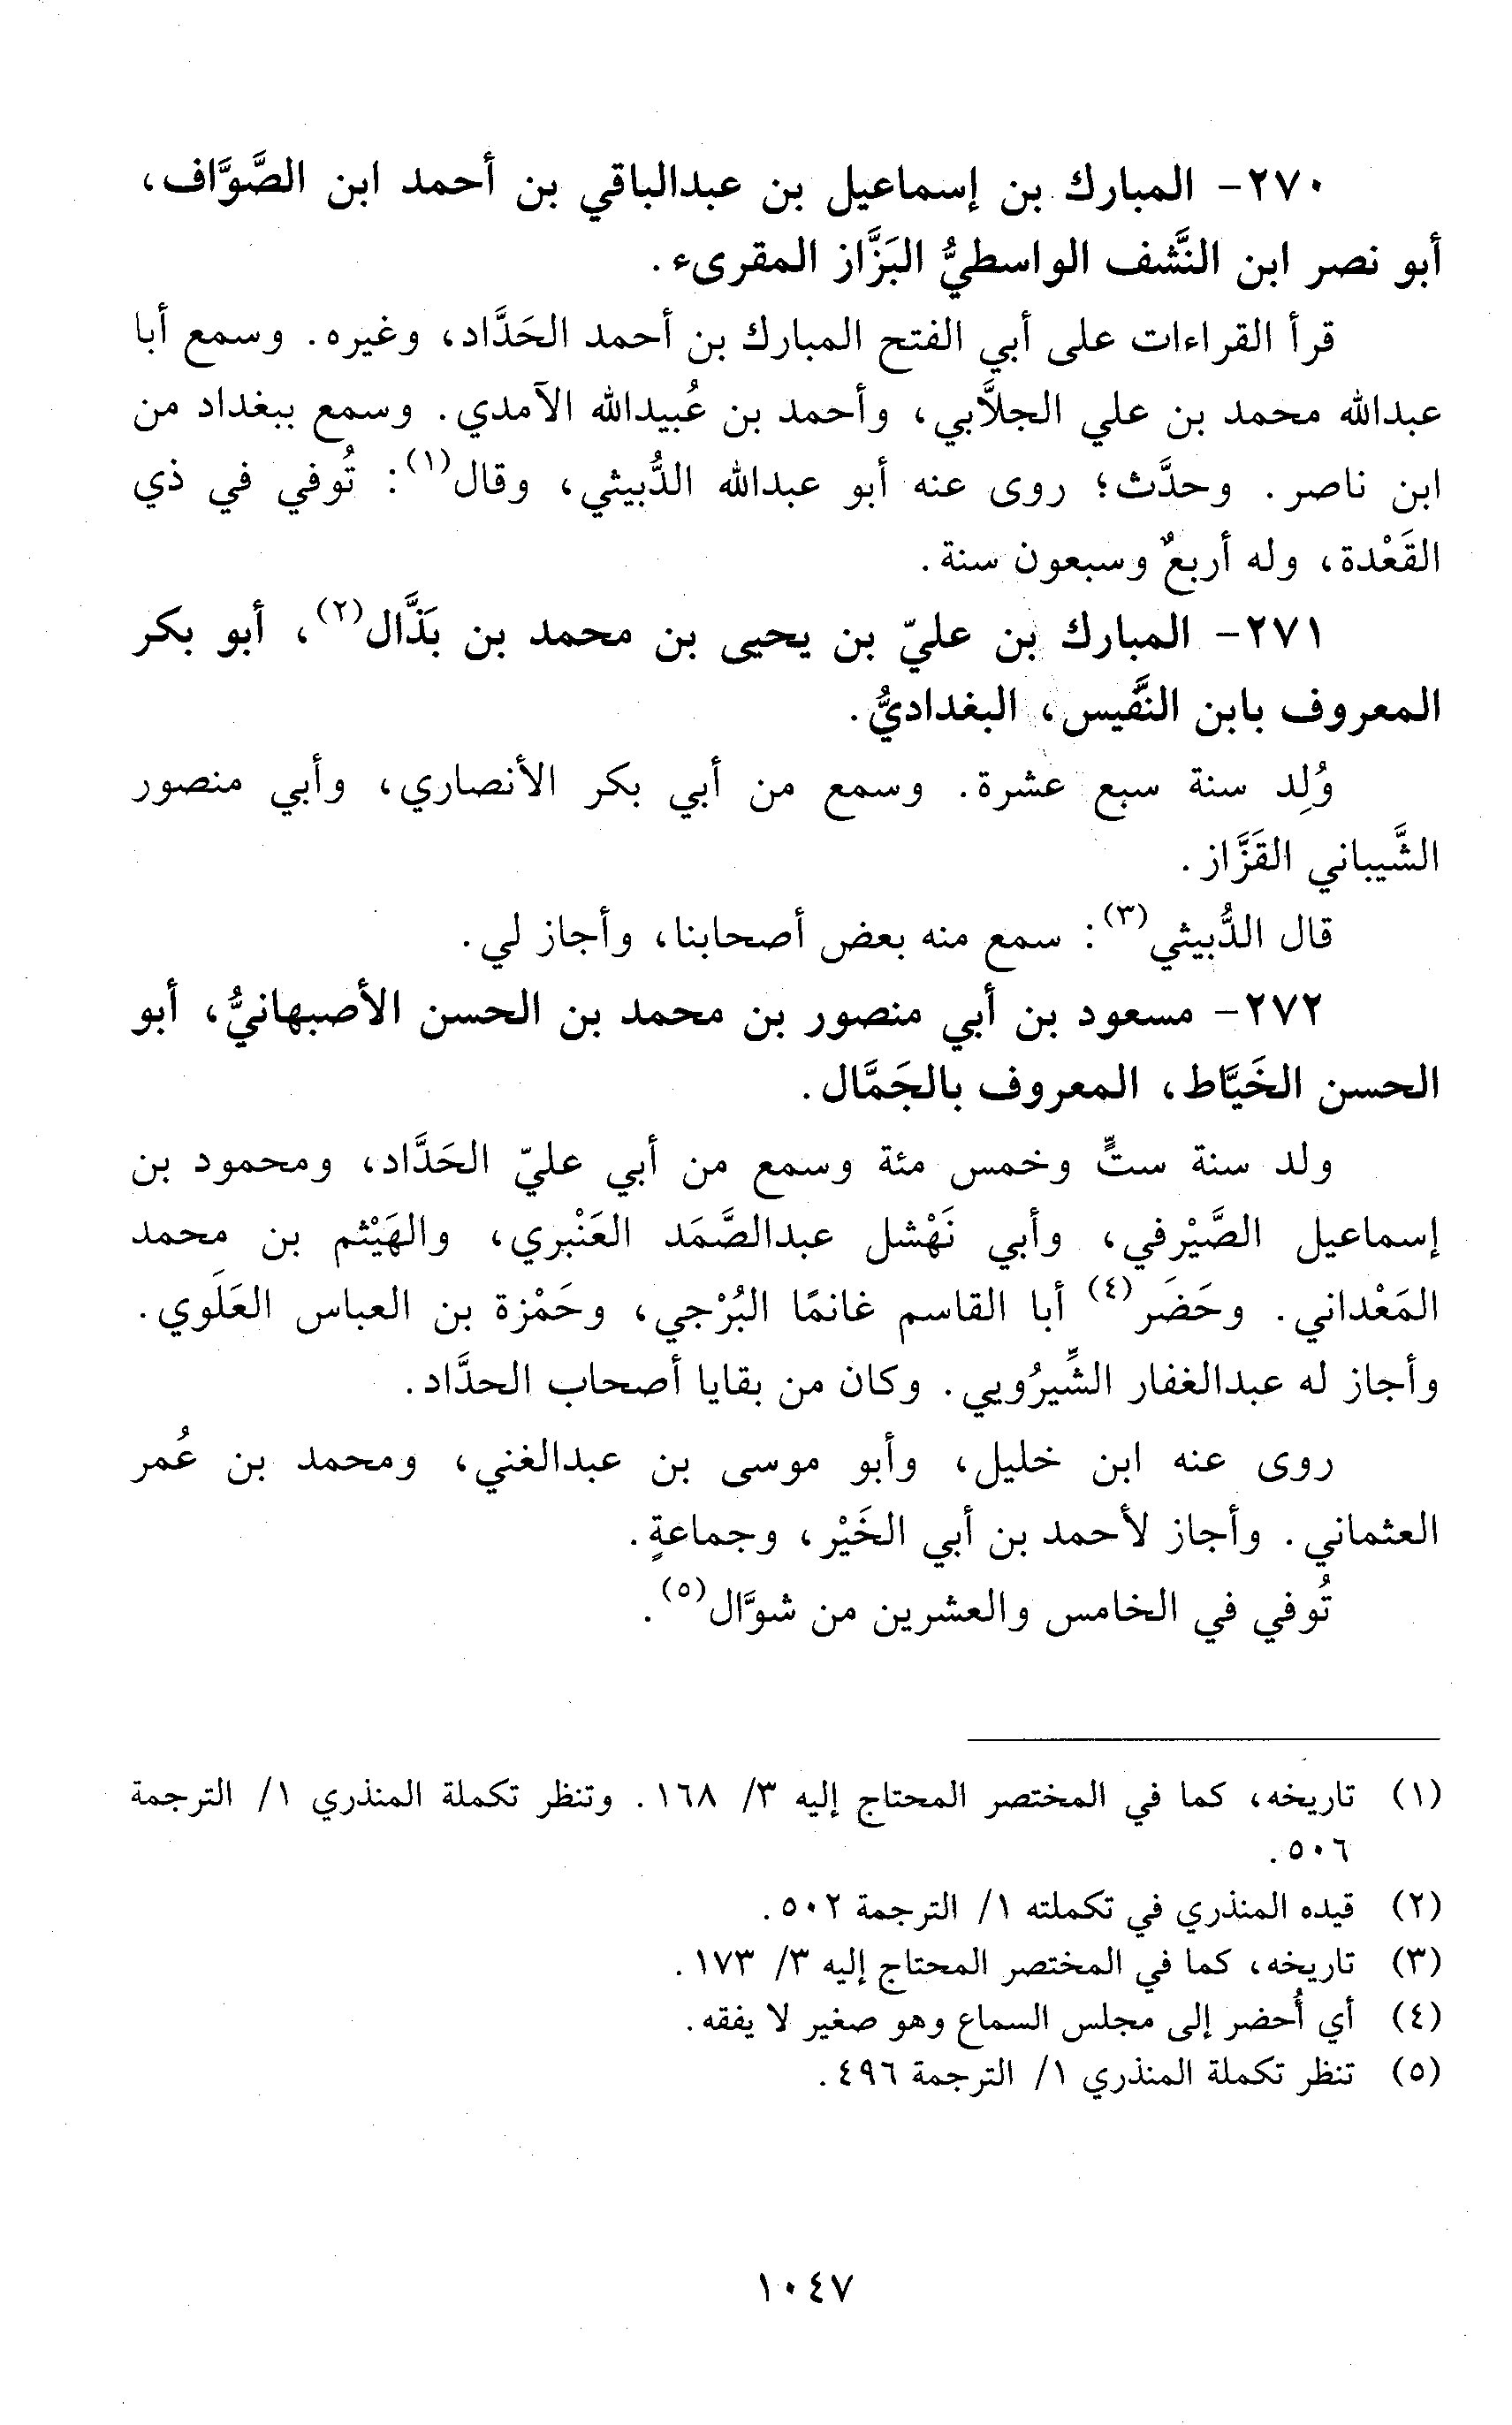 ٢٧٠- المبارك بن إسماعيل بن عبدالباقي بن أحمد ابن الصَّوَّاف،
أبو نصر ابن النَّشف الواسطيُّ البَزَّاز المقرىء.
قرأ القراءات على أبي الفتح المبارك بن أحمد الحَدَّاد، وغيره. وسمع أبا
عبدالله محمد بن علي الجلاَّبي، وأحمد بن عُبيدالله الآمدي. وسمع ببغداد من
ابن ناصر. وحدَّث؛ روى عنه أبو عبدالله الدُّبيثي، وقال(١): تُوفي في ذي
القَعْدة، وله أربعٌ وسبعون سنة.
٢٧١- المبارك بن عليّ بن يحيى بن محمد بن بَذَّال(٢)، أبو بكر
المعروف بابن النَّفيس، البغداديُّ.
وُلِد سنة سبع عشرة. وسمع من أبي بكر الأنصاري، وأبي منصور
الشَّيباني القَزَّاز.
قال الدُّبيثي(٣): سمع منه بعض أصحابنا، وأجاز لي.
٢٧٢- مسعود بن أبي منصور بن محمد بن الحسن الأصبهانيُّ، أبو
الحسن الخَيَّاط، المعروف بالجَمَّال.
ولد سنة ستٍّ وخمس مئة وسمع من أبي عليّ الحَدَّاد، ومحمود بن
إسماعيل الصَّيْرفي، وأبي نَهْشل عبدالصَّمَد العَنْبري، والهَيْثم بن محمد
المَعْداني. وحَضَر(٤) أبا القاسم غانمًا البُرْجي، وحَمْزة بن العباس العَلَوي.
وأجاز له عبدالغفار الشِّيرُويي. وكان من بقايا أصحاب الحدَّاد.
روى عنه ابن خليل، وأبو موسى بن عبدالغني، ومحمد بن عُمر
العثماني. وأجاز لأحمد بن أبي الخَيْر، وجماعةٍ.
تُوفي في الخامس والعشرين من شوَّال(٥).
(١) تاريخه، كما في المختصر المحتاج إليه ٣/ ١٦٨. وتنظر تكملة المنذري ١/ الترجمة
٥٠٦.
(٢) قيده المنذري في تكملته ١/ الترجمة ٥٠٢.
(٣) تاريخه، كما في المختصر المحتاج إليه ٣/ ١٧٣.
(٤) أي أُحضر إلى مجلس السماع وهو صغير لا يفقه.
(٥) تنظر تكملة المنذري ١/ الترجمة ٤٩٦.
١٠٤٧